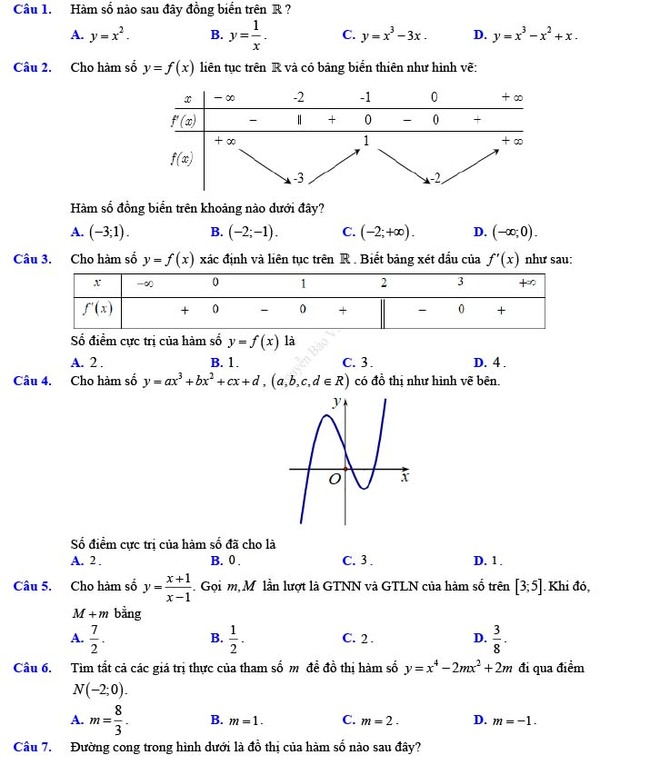 Câu 1. Hàm số nào sau đây đồng biến trên ℝ ?
A. y = x². B. y = 1/x. C. y = x³ − 3x. D. y = x³ − x² + x.
Câu 2. Cho hàm số y = f(x) liên tục trên ℝ và có bảng biến thiên như hình vẽ:
x −∞ -2 -1 0 +∞
f'(x) − || + 0 − 0 +
+∞ 1 +∞
f(x)
-3 -2
Hàm số đồng biến trên khoảng nào dưới đây?
A. (−3;1). B. (−2;−1). C. (−2;+∞). D. (−∞;0).
Câu 3. Cho hàm số y = f(x) xác định và liên tục trên ℝ. Biết bảng xét dấu của f'(x) như sau:
x −∞ 0 1 2 3 +∞
f'(x) + 0 − 0 + || − 0 +
Số điểm cực trị của hàm số y = f(x) là
A. 2. B. 1. C. 3. D. 4.
Câu 4. Cho hàm số y = ax³ + bx² + cx + d, (a,b,c,d ∈ R) có đồ thị như hình vẽ bên.
y
O x
Số điểm cực trị của hàm số đã cho là
A. 2. B. 0. C. 3. D. 1.
Câu 5. Cho hàm số y = (x+1)/(x−1). Gọi m, M lần lượt là GTNN và GTLN của hàm số trên [3;5]. Khi đó,
M + m bằng
A. 7/2. B. 1/2. C. 2. D. 3/8.
Câu 6. Tìm tất cả các giá trị thực của tham số m để đồ thị hàm số y = x⁴ − 2mx² + 2m đi qua điểm
N(−2;0).
A. m = 8/3. B. m = 1. C. m = 2. D. m = −1.
Câu 7. Đường cong trong hình dưới là đồ thị của hàm số nào sau đây?